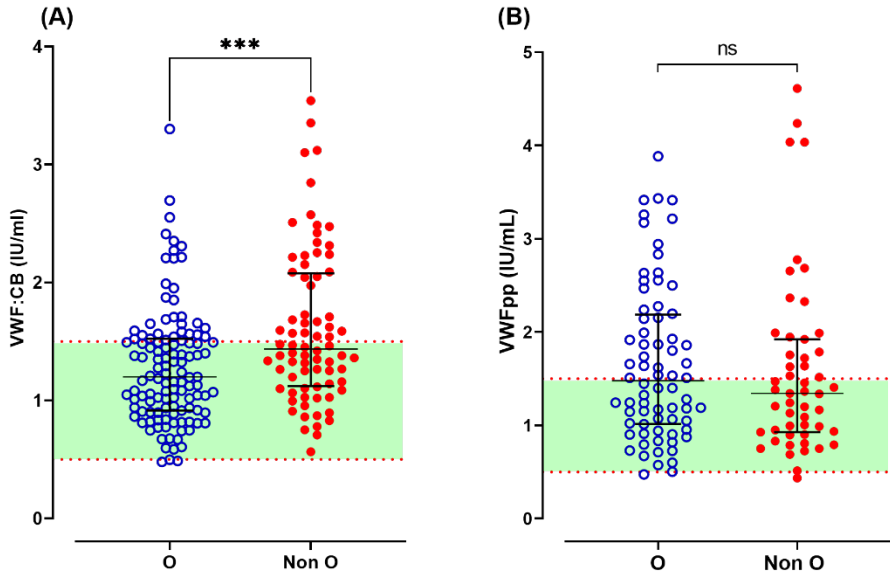 (A)
***
VWF:CB (IU/ml)
4
3
2
1
0
O
Non O
(B)
ns
VWFpp (IU/mL)
5
4
3
2
1
0
O
Non O